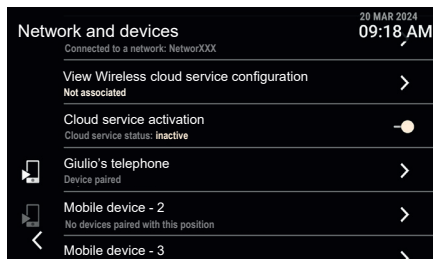 20 MAR 2024
Network and devices
09:18 AM
Connected to a network: NetworXXX
View Wireless cloud service configuration
Not associated
Cloud service activation
Cloud service status: inactive
Giulio's telephone
Device paired
Mobile device - 2
No devices paired with this position
Mobile device - 3